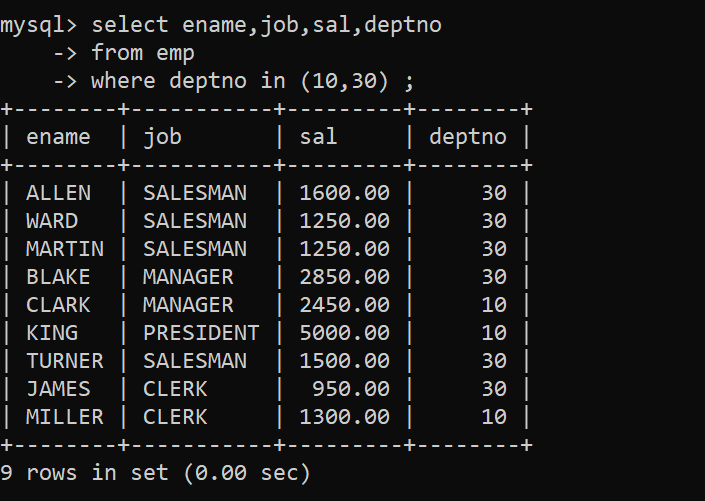 mysql> select ename,job,sal,deptno
    -> from emp
    -> where deptno in (10,30) ;
+--------+-----------+---------+--------+
| ename  | job       | sal     | deptno |
+--------+-----------+---------+--------+
| ALLEN  | SALESMAN  | 1600.00 |     30 |
| WARD   | SALESMAN  | 1250.00 |     30 |
| MARTIN | SALESMAN  | 1250.00 |     30 |
| BLAKE  | MANAGER   | 2850.00 |     30 |
| CLARK  | MANAGER   | 2450.00 |     10 |
| KING   | PRESIDENT | 5000.00 |     10 |
| TURNER | SALESMAN  | 1500.00 |     30 |
| JAMES  | CLERK     |  950.00 |     30 |
| MILLER | CLERK     | 1300.00 |     10 |
+--------+-----------+---------+--------+
9 rows in set (0.00 sec)